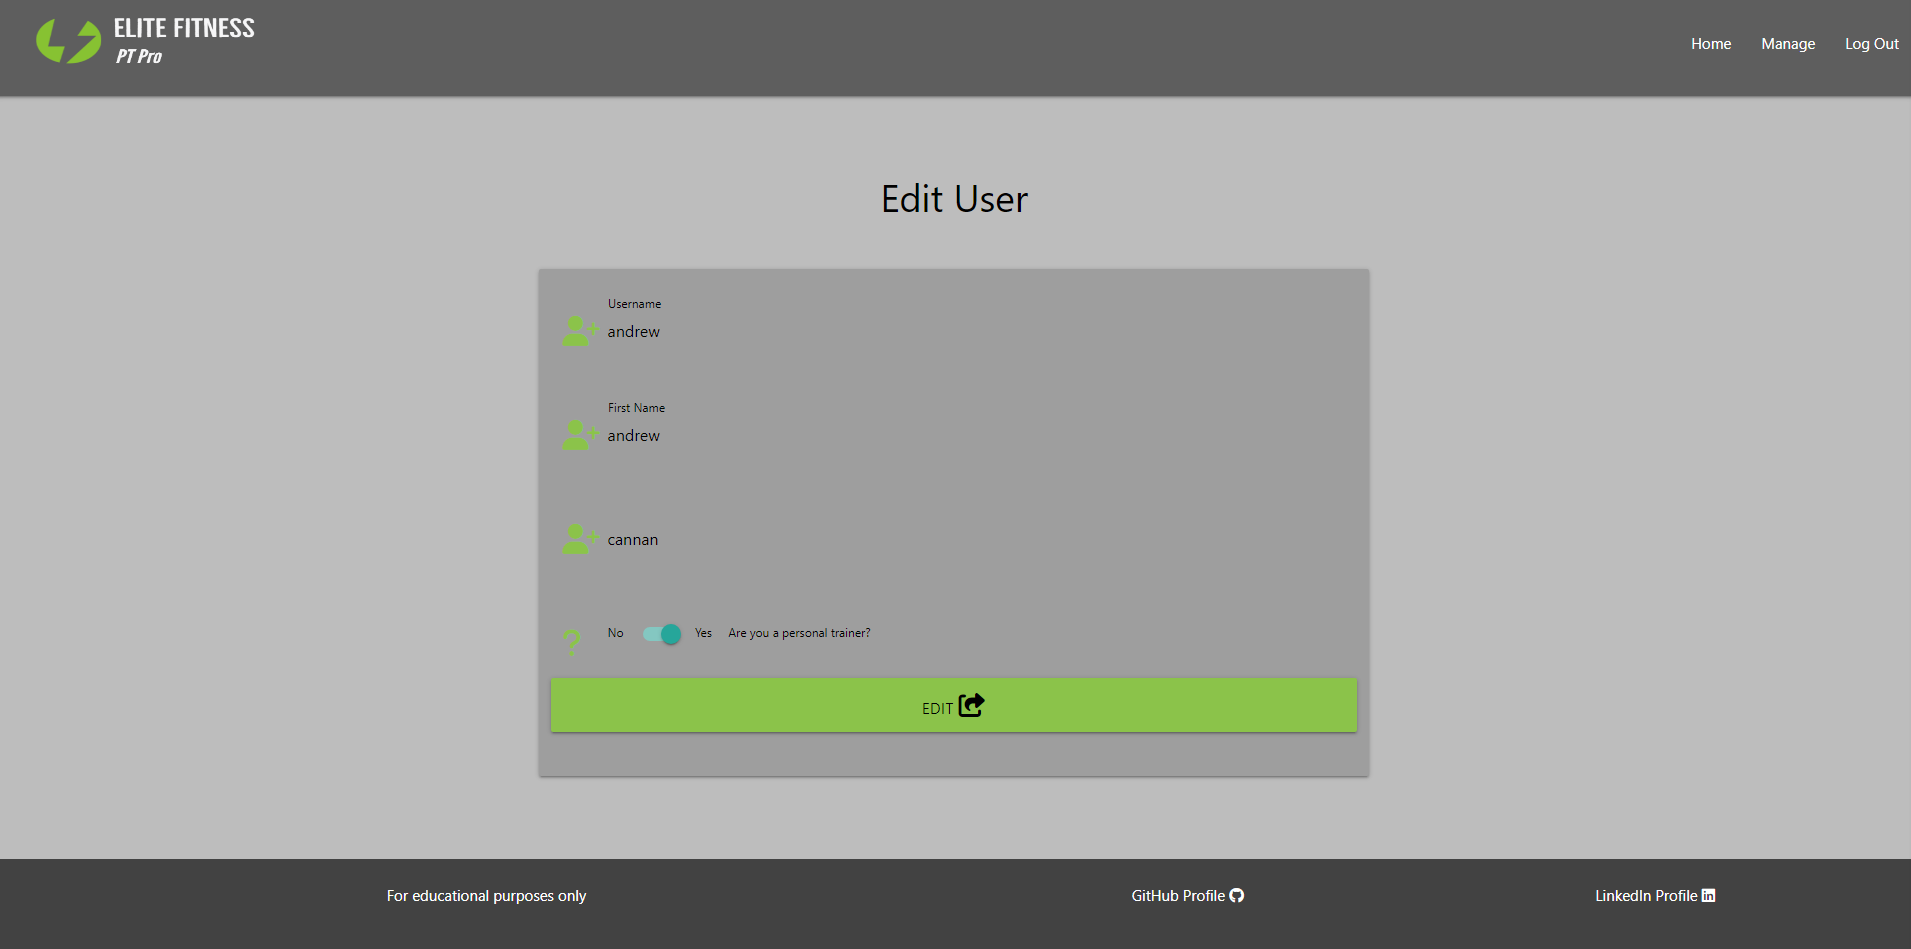 ELITE FITNESS
PT Pro
Home Manage Log Out
Edit User
Username
andrew
First Name
andrew
cannan
? No Yes Are you a personal trainer?
EDIT
For educational purposes only GitHub Profile LinkedIn Profile in